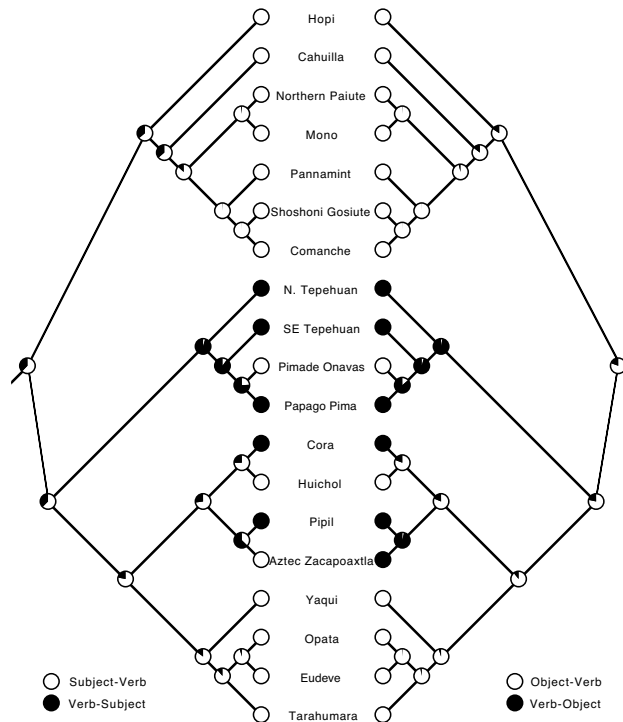 Hopi
Cahuilla
Northern Paiute
Mono
Pannamint
Shoshoni Gosiute
Comanche
N. Tepehuan
SE Tepehuan
Pimade Onavas
Papago Pima
Cora
Huichol
Pipil
Aztec Zacapoaxtla
Yaqui
Opata
Eudeve
Tarahumara
Subject-Verb
Verb-Subject
Object-Verb
Verb-Object